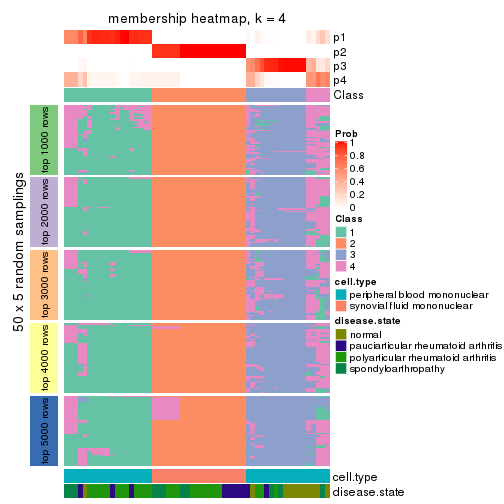 membership heatmap, k = 4
p1
p2
p3
p4
Class
50 x 5 random samplings
top 1000 rows
top 2000 rows
top 3000 rows
top 4000 rows
top 5000 rows
cell.type
disease.state
Prob
1
0.8
0.6
0.4
0.2
0
Class
1
2
3
4
cell.type
peripheral blood mononuclear
synovial fluid mononuclear
disease.state
normal
pauciarticular rheumatoid arthritis
polyarticular rheumatoid arthritis
spondyloarthropathy